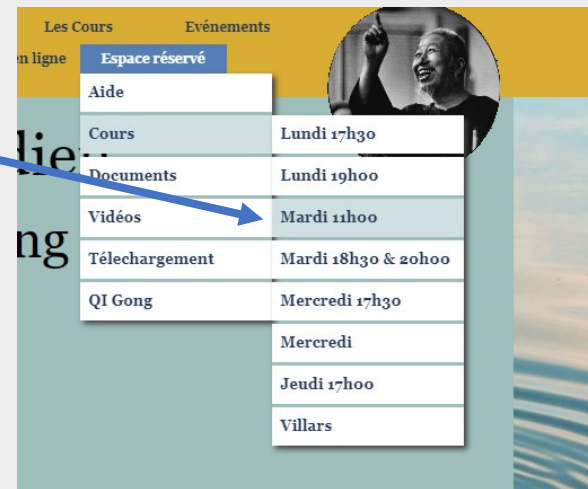 Les Cours Evénements
en ligne Espace réservé
Aide
Cours
Documents
Vidéos
Télechargement
QI Gong
Lundi 17h30
Lundi 19h00
Mardi 11h00
Mardi 18h30 & 20h00
Mercredi 17h30
Mercredi
Jeudi 17h00
Villars